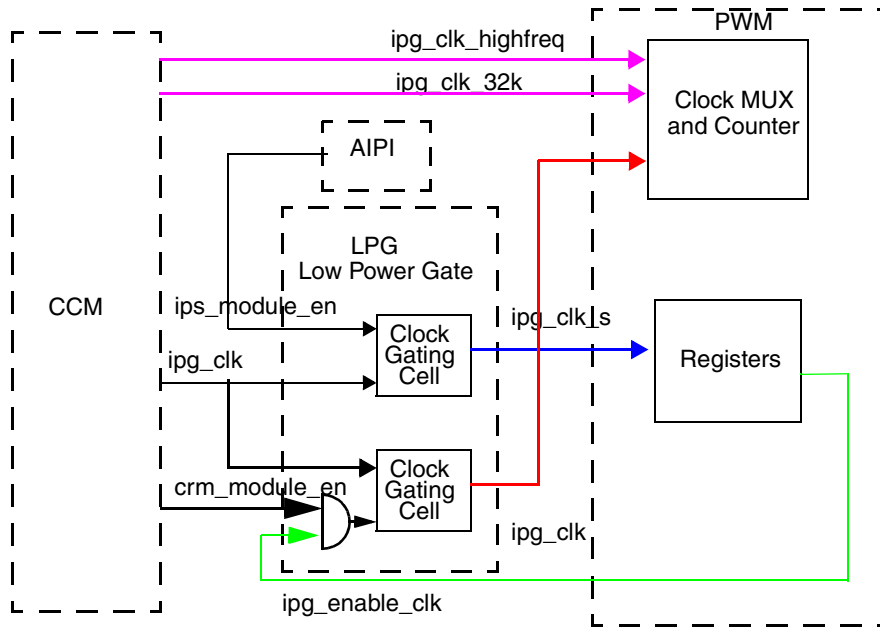 PWM
ipg_clk_highfreq
ipg_clk_32k
Clock MUX
and Counter
AIPI
LPG
Low Power Gate
CCM
ips_module_en
ipg_clk_s
Clock
Gating
Cell
ipg_clk
Registers
Clock
Gating
Cell
crm_module_en
ipg_clk
ipg_enable_clk